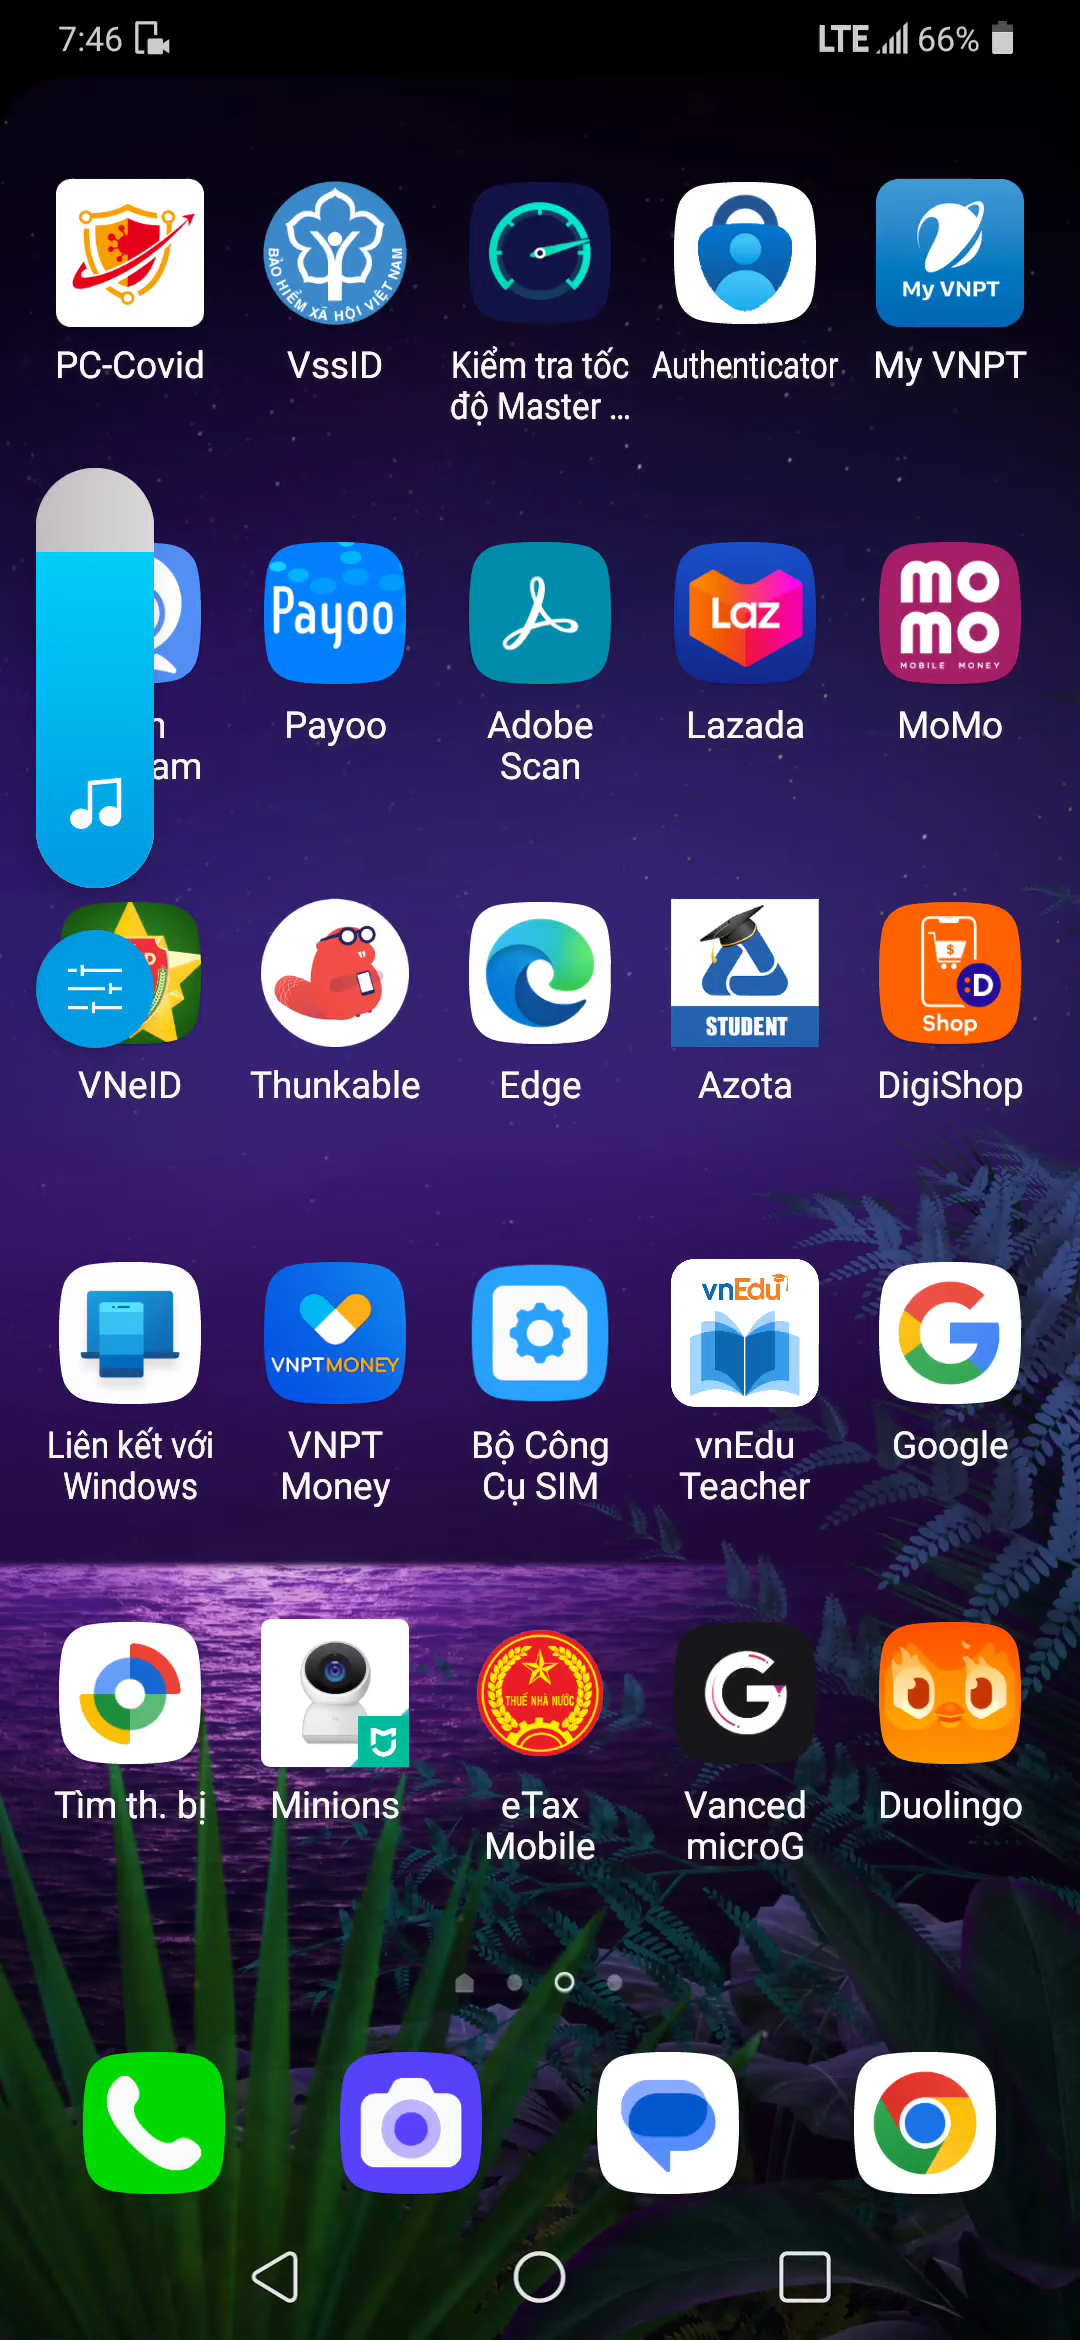 7:46 LTE 66%
BẢO HIỂM XÃ HỘI VIỆT NAM
My VNPT
PC-Covid VssID Kiểm tra tốc Authenticator My VNPT
độ Master ...
Payoo Laz mo
mo
MOBILE MONEY
Payoo Adobe Lazada MoMo
am Scan
STUDENT $ :D Shop
VNeID Thunkable Edge Azota DigiShop
VNPTMONEY vnEdu
Liên kết với VNPT Bộ Công vnEdu Google
Windows Money Cụ SIM Teacher
THUẾ NHÀ NƯỚC
Tìm th. bị Minions eTax Vanced Duolingo
Mobile microG